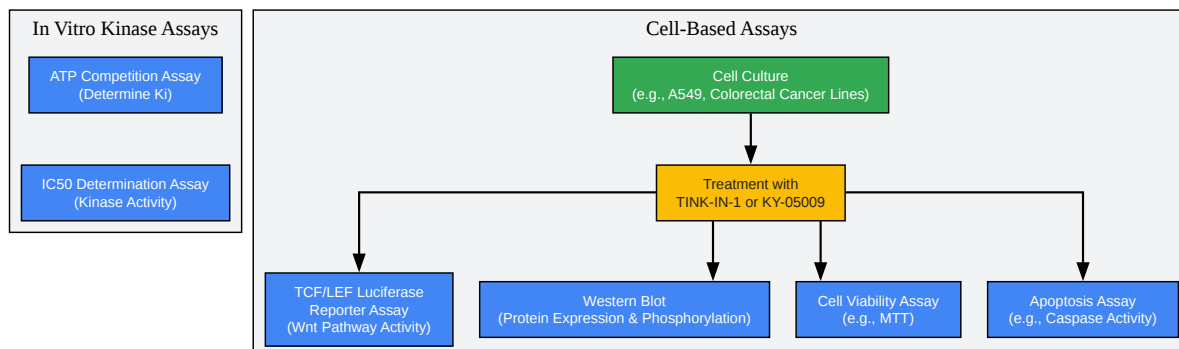 In Vitro Kinase Assays
ATP Competition Assay
(Determine Ki)
IC50 Determination Assay
(Kinase Activity)
Cell-Based Assays
Cell Culture
(e.g., A549, Colorectal Cancer Lines)
Treatment with
TINK-IN-1 or KY-05009
TCF/LEF Luciferase
Reporter Assay
(Wnt Pathway Activity)
Western Blot
(Protein Expression & Phosphorylation)
Cell Viability Assay
(e.g., MTT)
Apoptosis Assay
(e.g., Caspase Activity)